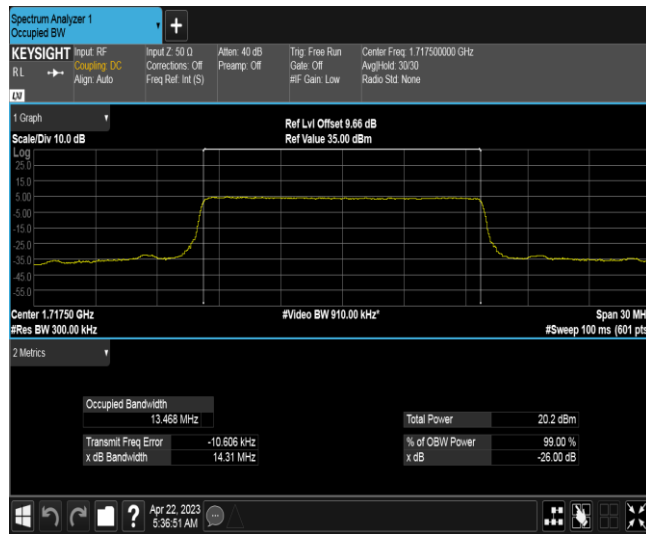 Spectrum Analyzer 1
Occupied BW
+
KEYSIGHT
RL
LXI
Input: RF
Coupling: DC
Align: Auto
Input Z: 50 Ω
Corrections: Off
Freq Ref: Int (S)
Atten: 40 dB
Preamp: Off
Trig: Free Run
Gate: Off
#IF Gain: Low
Center Freq: 1.717500000 GHz
Avg|Hold: 30/30
Radio Std: None
1 Graph
Scale/Div 10.0 dB
Ref Lvl Offset 9.66 dB
Ref Value 35.00 dBm
Log
25.0
15.0
5.00
-5.00
-15.0
-25.0
-35.0
-45.0
-55.0
Center 1.71750 GHz
#Video BW 910.00 kHz*
Span 30 MH
#Res BW 300.00 kHz
#Sweep 100 ms (601 pts
2 Metrics
Occupied Bandwidth
13.468 MHz
Total Power 20.2 dBm
Transmit Freq Error -10.606 kHz
% of OBW Power 99.00 %
x dB Bandwidth 14.31 MHz
x dB -26.00 dB
?
Apr 22, 2023
5:36:51 AM